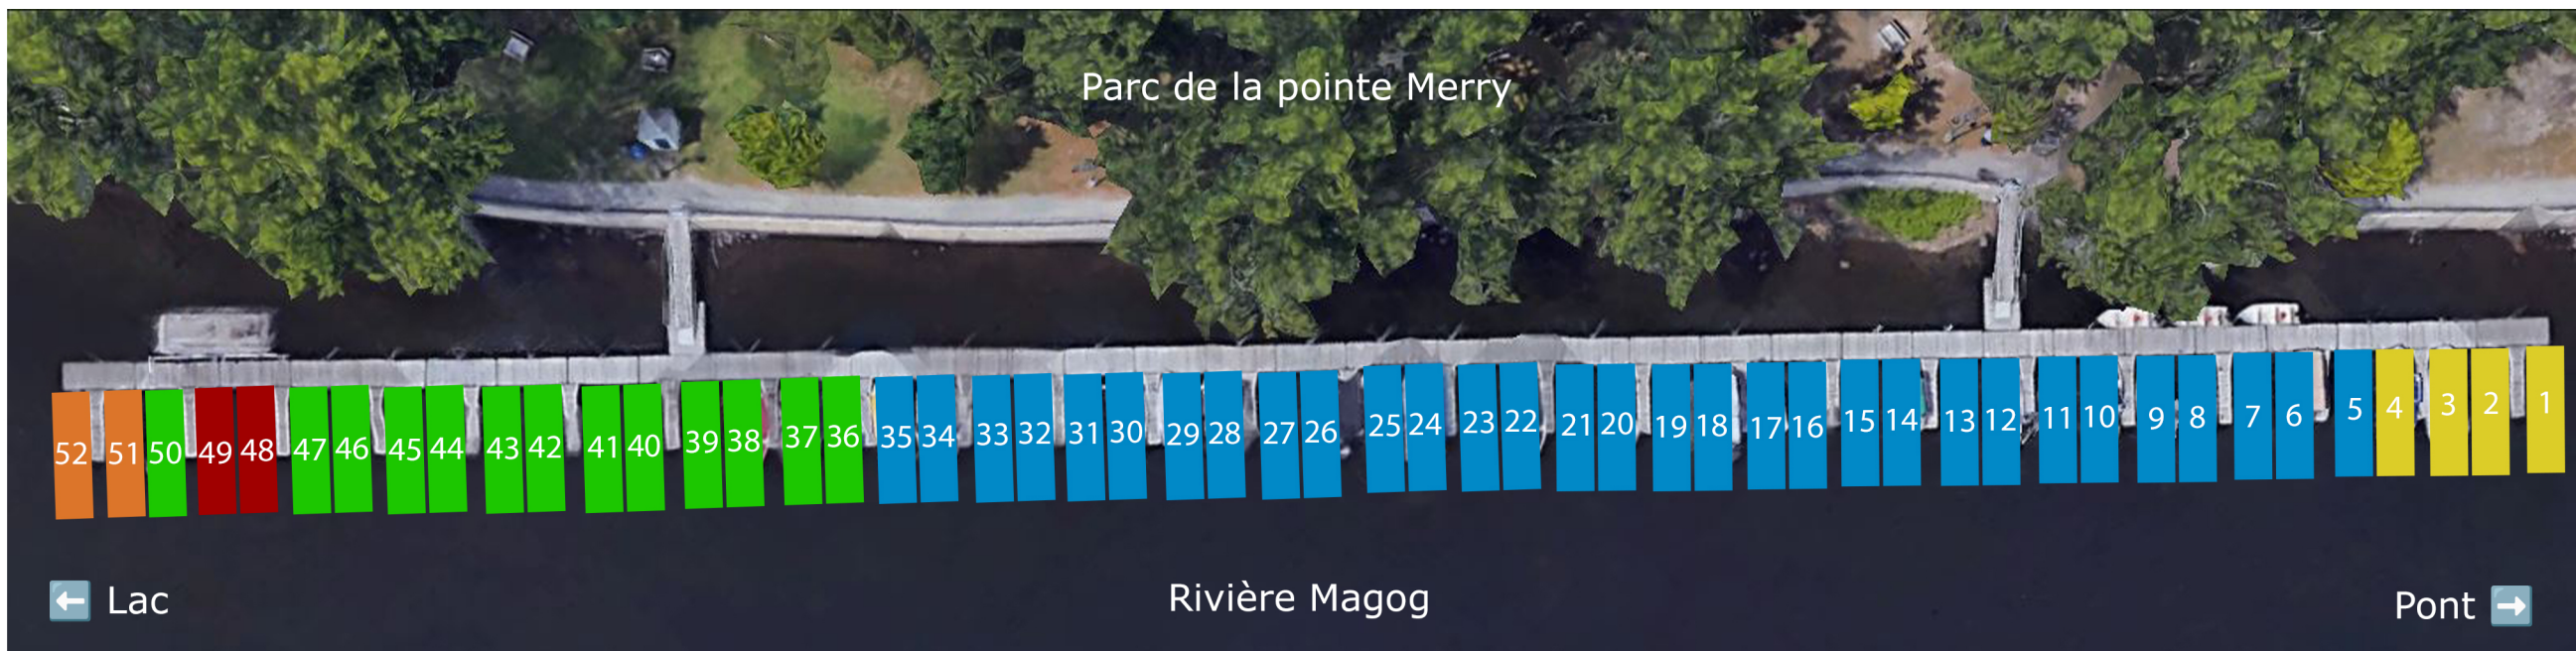 Parc de la pointe Merry
52 51 50 49 48 47 46 45 44 43 42 41 40 39 38 37 36 35 34 33 32 31 30 29 28 27 26 25 24 23 22 21 20 19 18 17 16 15 14 13 12 11 10 9 8 7 6 5 4 3 2 1
⬅️ Lac
Rivière Magog
Pont ➡️